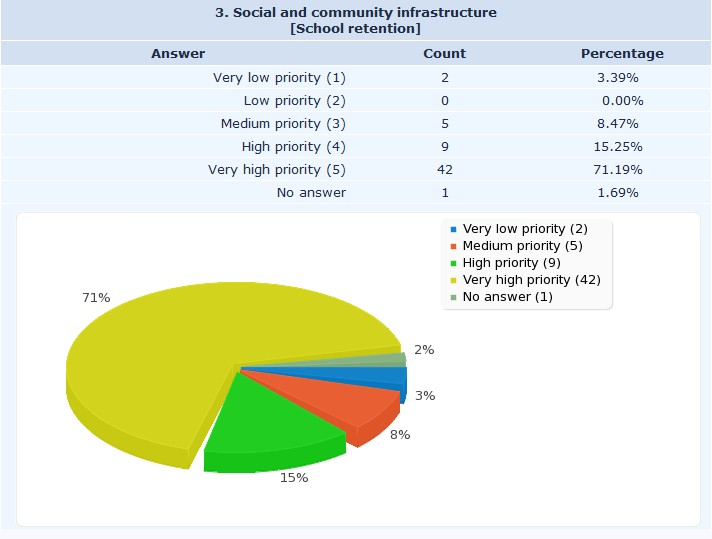 3. Social and community infrastructure
[School retention]
Answer Count Percentage
Very low priority (1) 2 3.39%
Low priority (2) 0 0.00%
Medium priority (3) 5 8.47%
High priority (4) 9 15.25%
Very high priority (5) 42 71.19%
No answer 1 1.69%
Very low priority (2)
Medium priority (5)
High priority (9)
Very high priority (42)
No answer (1)
71%
2%
3%
8%
15%